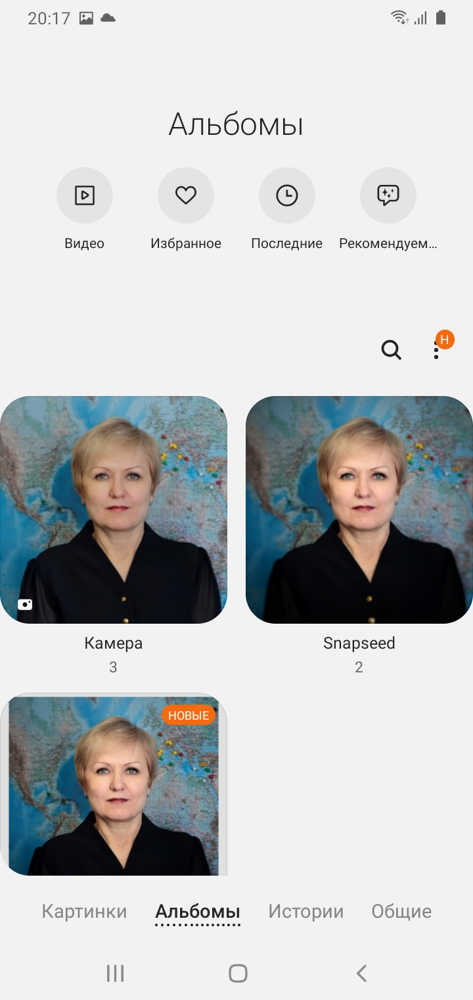 20:17
Альбомы
Видео
Избранное
Последние
Рекомендуем...
Н
Камера
3
Snapseed
2
НОВЫЕ
Картинки
Альбомы
Истории
Общие